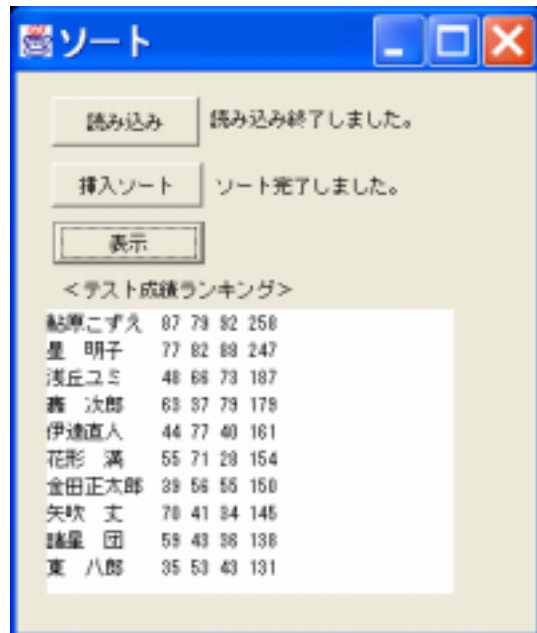 ソート
読み込み 読み込み終了しました。
挿入ソート ソート完了しました。
表示
＜テスト成績ランキング＞
鮎原こずえ 87 79 92 258
星　明子 77 82 88 247
浅丘ユミ 48 66 73 187
轟　次郎 63 37 79 179
伊達直人 44 77 40 161
花形　満 55 71 28 154
金田正太郎 39 56 55 150
矢吹　丈 70 41 34 145
諸星　団 59 43 36 138
東　八郎 35 53 43 131